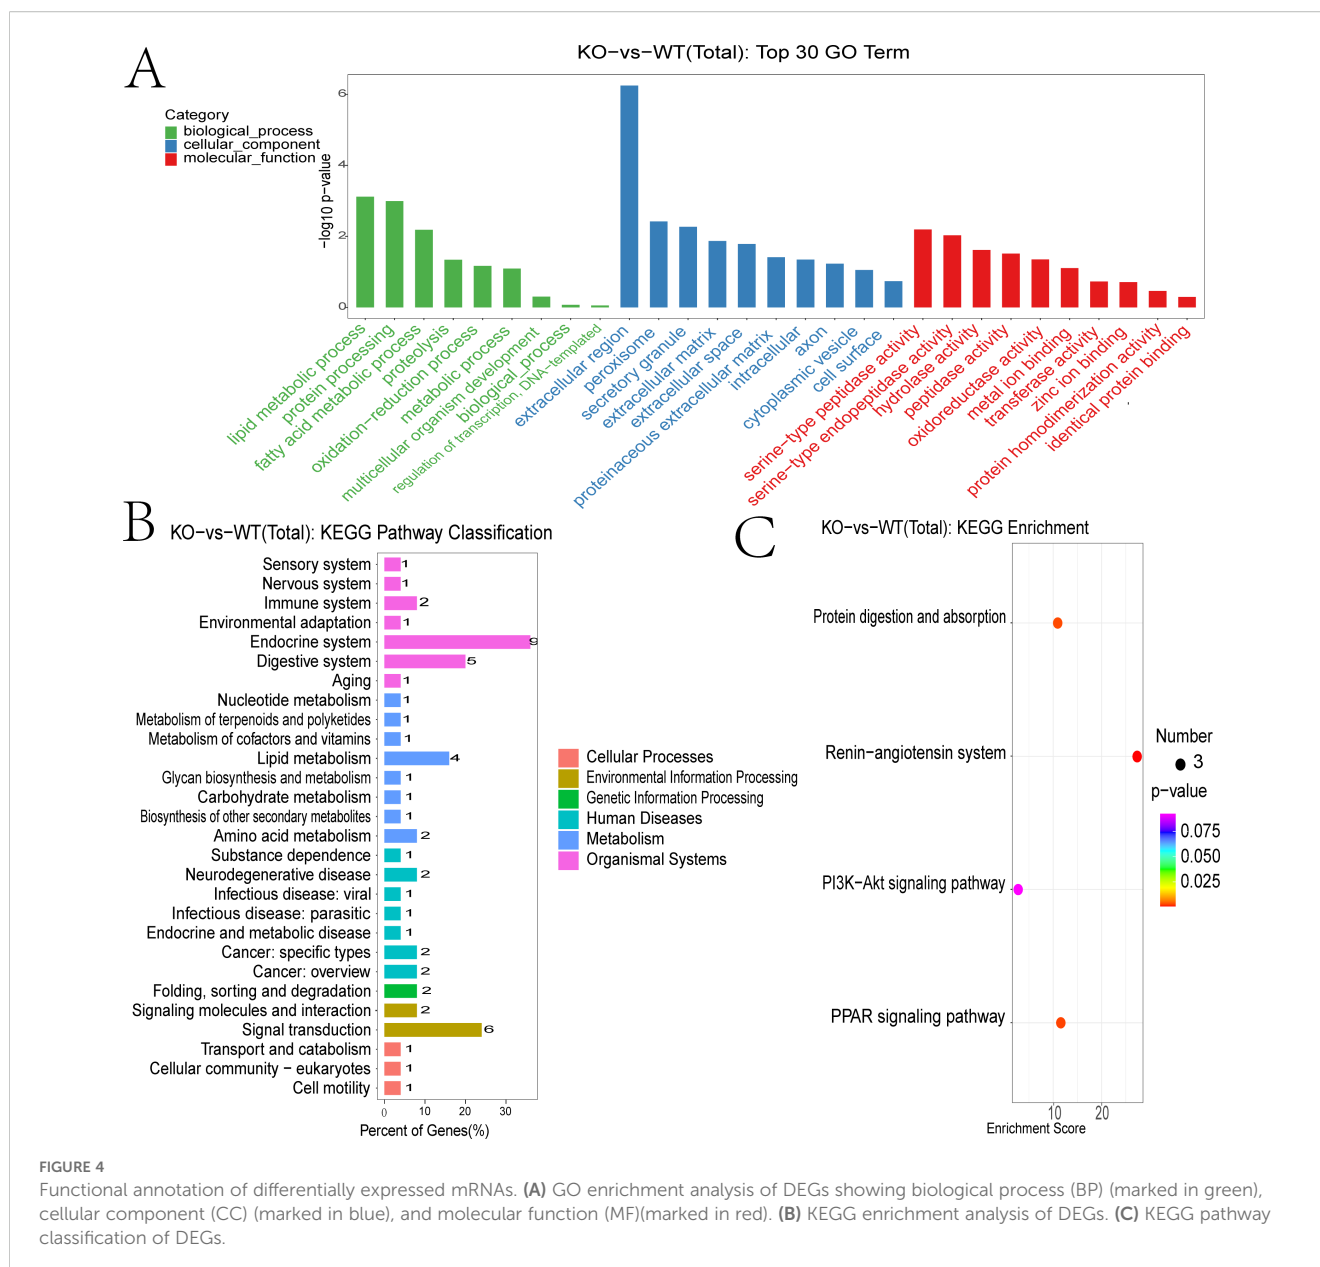 A
KO−vs−WT(Total): Top 30 GO Term
Category
biological_process
cellular_component
molecular_function
−log10 p−value
6
4
2
0
lipid metabolic process
protein processing
fatty acid metabolic process
proteolysis
oxidation−reduction process
metabolic process
multicellular organism development
biological_process
regulation of transcription, DNA−templated
extracellular region
peroxisome
secretory granule
extracellular matrix
extracellular space
proteinaceous extracellular matrix
intracellular
axon
cytoplasmic vesicle
cell surface
serine−type peptidase activity
serine−type endopeptidase activity
hydrolase activity
peptidase activity
oxidoreductase activity
metal ion binding
transferase activity
zinc ion binding
protein homodimerization activity
identical protein binding
B
KO−vs−WT(Total): KEGG Pathway Classification
Sensory system 1
Nervous system 1
Immune system 2
Environmental adaptation 1
Endocrine system 9
Digestive system 5
Aging 1
Nucleotide metabolism 1
Metabolism of terpenoids and polyketides 1
Metabolism of cofactors and vitamins 1
Lipid metabolism 4
Glycan biosynthesis and metabolism 1
Carbohydrate metabolism 1
Biosynthesis of other secondary metabolites 1
Amino acid metabolism 2
Substance dependence 1
Neurodegenerative disease 2
Infectious disease: viral 1
Infectious disease: parasitic 1
Endocrine and metabolic disease 1
Cancer: specific types 2
Cancer: overview 2
Folding, sorting and degradation 2
Signaling molecules and interaction 2
Signal transduction 6
Transport and catabolism 1
Cellular community − eukaryotes 1
Cell motility 1
0 10 20 30
Percent of Genes(%)
Cellular Processes
Environmental Information Processing
Genetic Information Processing
Human Diseases
Metabolism
Organismal Systems
C
KO−vs−WT(Total): KEGG Enrichment
Protein digestion and absorption
Renin−angiotensin system
PI3K−Akt signaling pathway
PPAR signaling pathway
10 20
Enrichment Score
Number
3
p−value
0.075
0.050
0.025
FIGURE 4
Functional annotation of differentially expressed mRNAs. (A) GO enrichment analysis of DEGs showing biological process (BP) (marked in green),
cellular component (CC) (marked in blue), and molecular function (MF)(marked in red). (B) KEGG enrichment analysis of DEGs. (C) KEGG pathway
classification of DEGs.